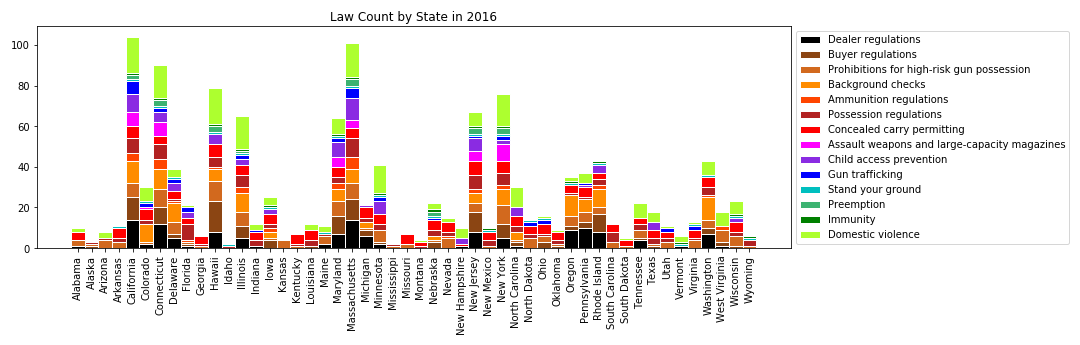 Law Count by State in 2016
100
80
60
40
20
0
Dealer regulations
Buyer regulations
Prohibitions for high-risk gun possession
Background checks
Ammunition regulations
Possession regulations
Concealed carry permitting
Assault weapons and large-capacity magazines
Child access prevention
Gun trafficking
Stand your ground
Preemption
Immunity
Domestic violence
Alabama
Alaska
Arizona
Arkansas
California
Colorado
Connecticut
Delaware
Florida
Georgia
Hawaii
Idaho
Illinois
Indiana
Iowa
Kansas
Kentucky
Louisiana
Maine
Maryland
Massachusetts
Michigan
Minnesota
Mississippi
Missouri
Montana
Nebraska
Nevada
New Hampshire
New Jersey
New Mexico
New York
North Carolina
North Dakota
Ohio
Oklahoma
Oregon
Pennsylvania
Rhode Island
South Carolina
South Dakota
Tennessee
Texas
Utah
Vermont
Virginia
Washington
West Virginia
Wisconsin
Wyoming